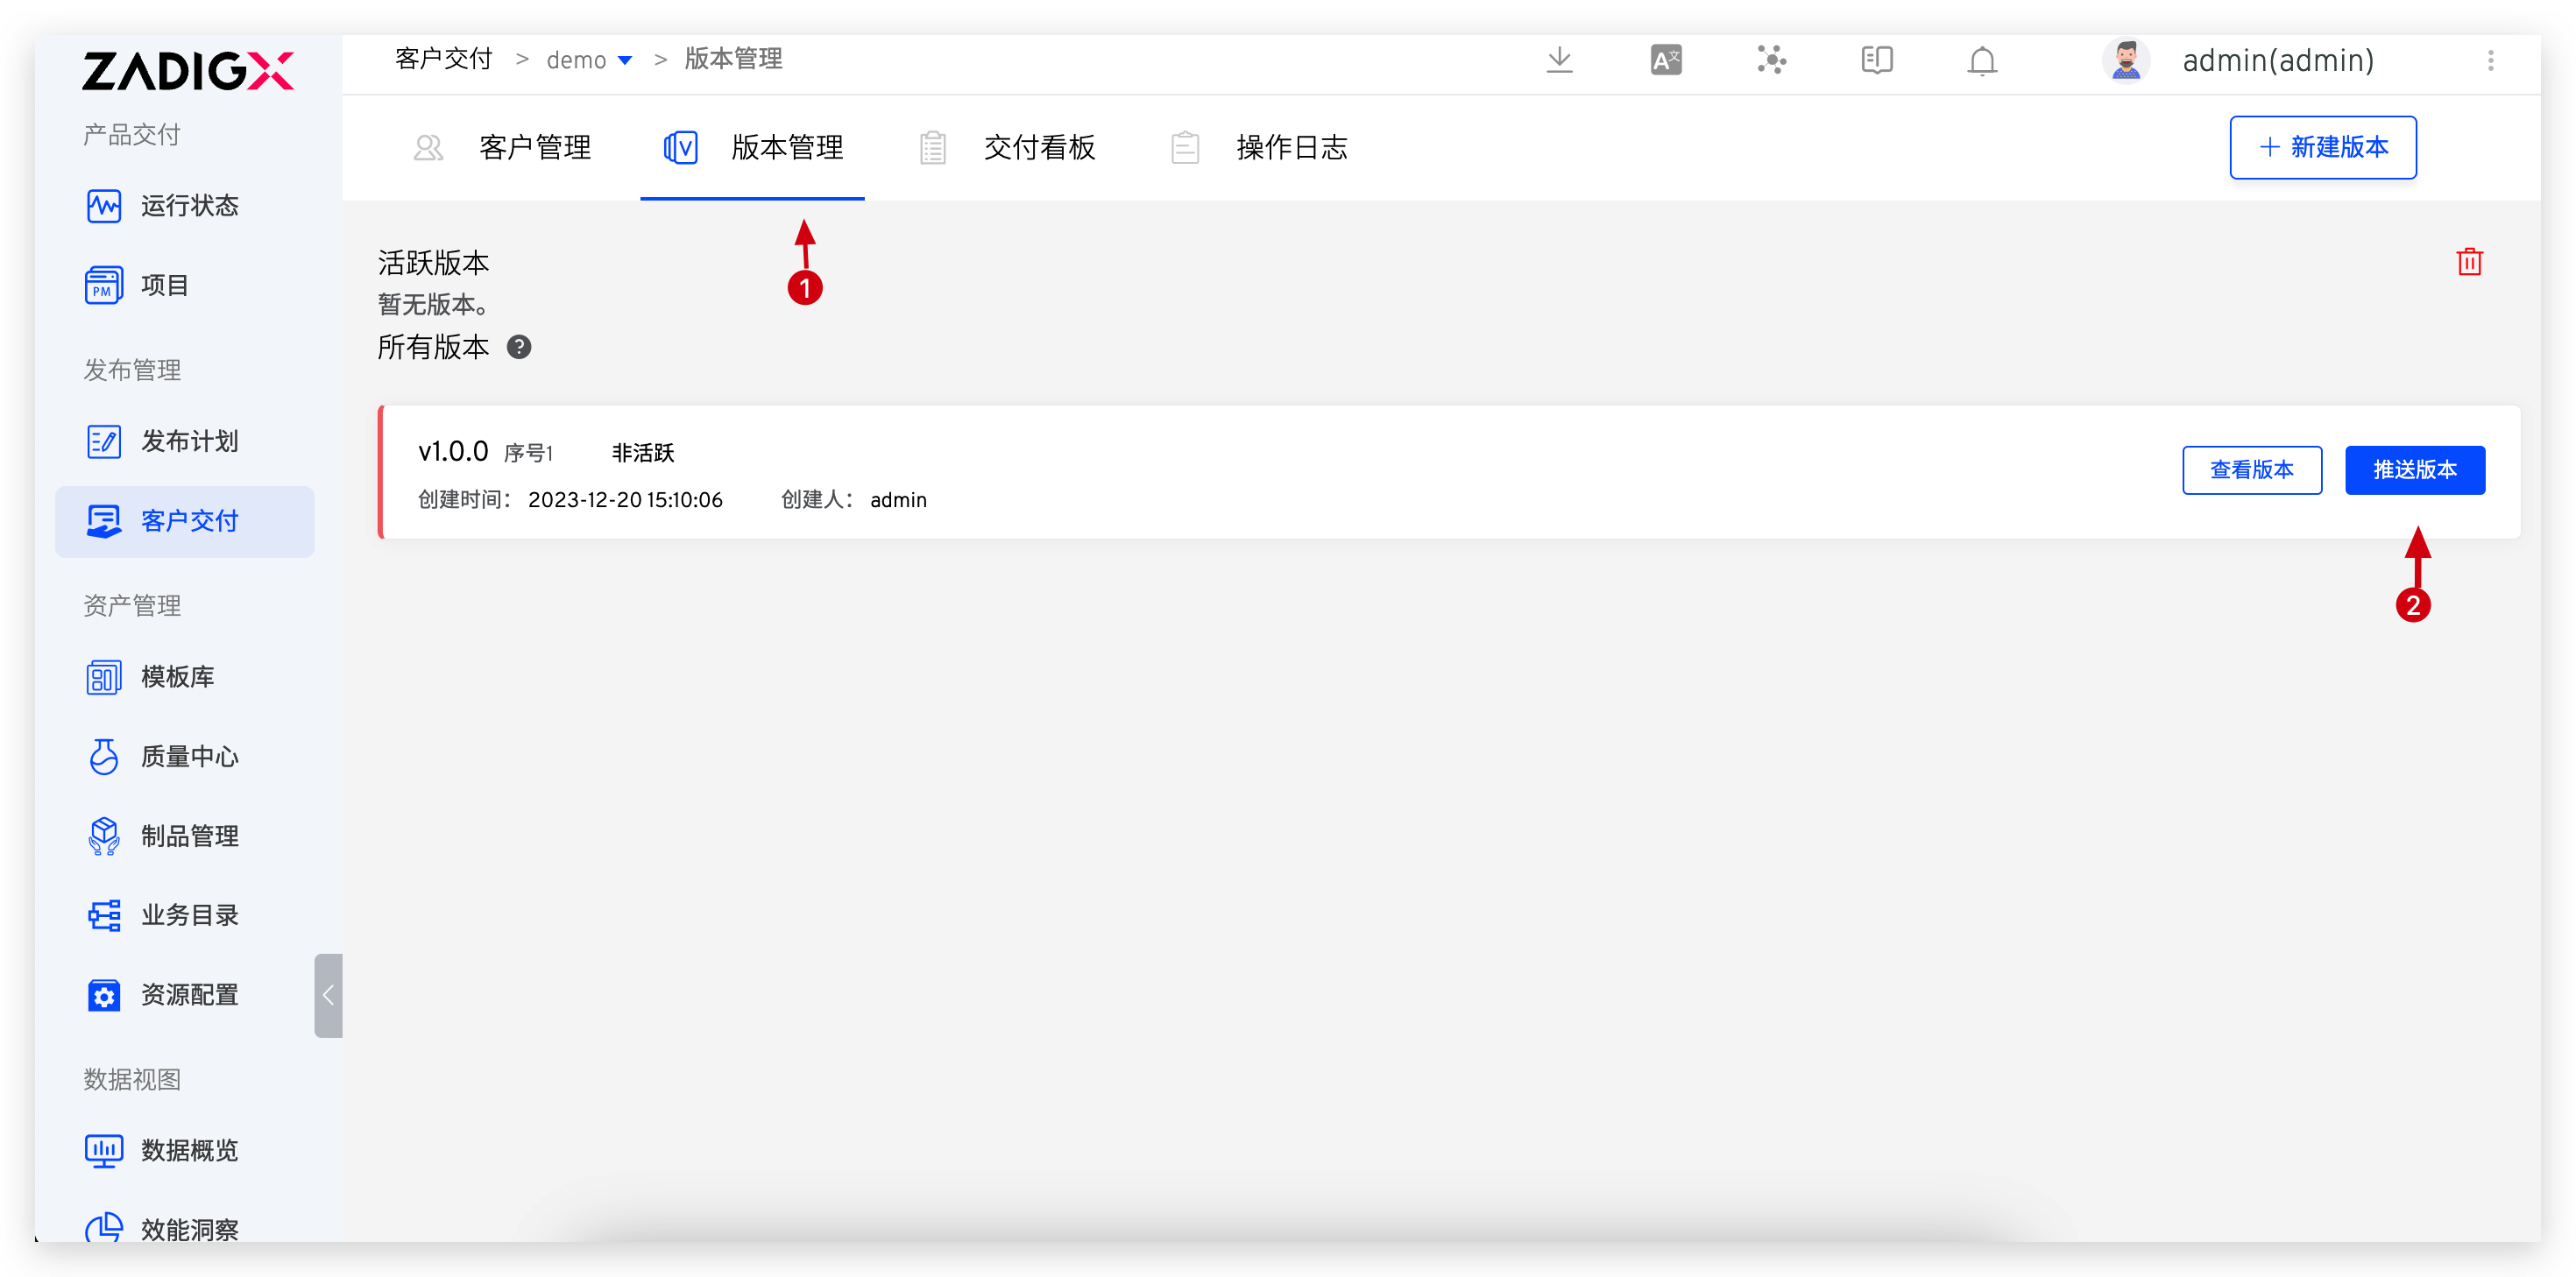 ZADIGX
产品交付
运行状态
PM
项目
发布管理
发布计划
客户交付
资产管理
模板库
质量中心
制品管理
业务目录
资源配置
数据视图
数据概览
效能洞察
客户交付 > demo > 版本管理
A文
admin(admin)
客户管理
V 版本管理
交付看板
操作日志
+ 新建版本
1
活跃版本
暂无版本。
所有版本 ?
v1.0.0 序号1 非活跃
创建时间： 2023-12-20 15:10:06 创建人： admin
查看版本
推送版本
2